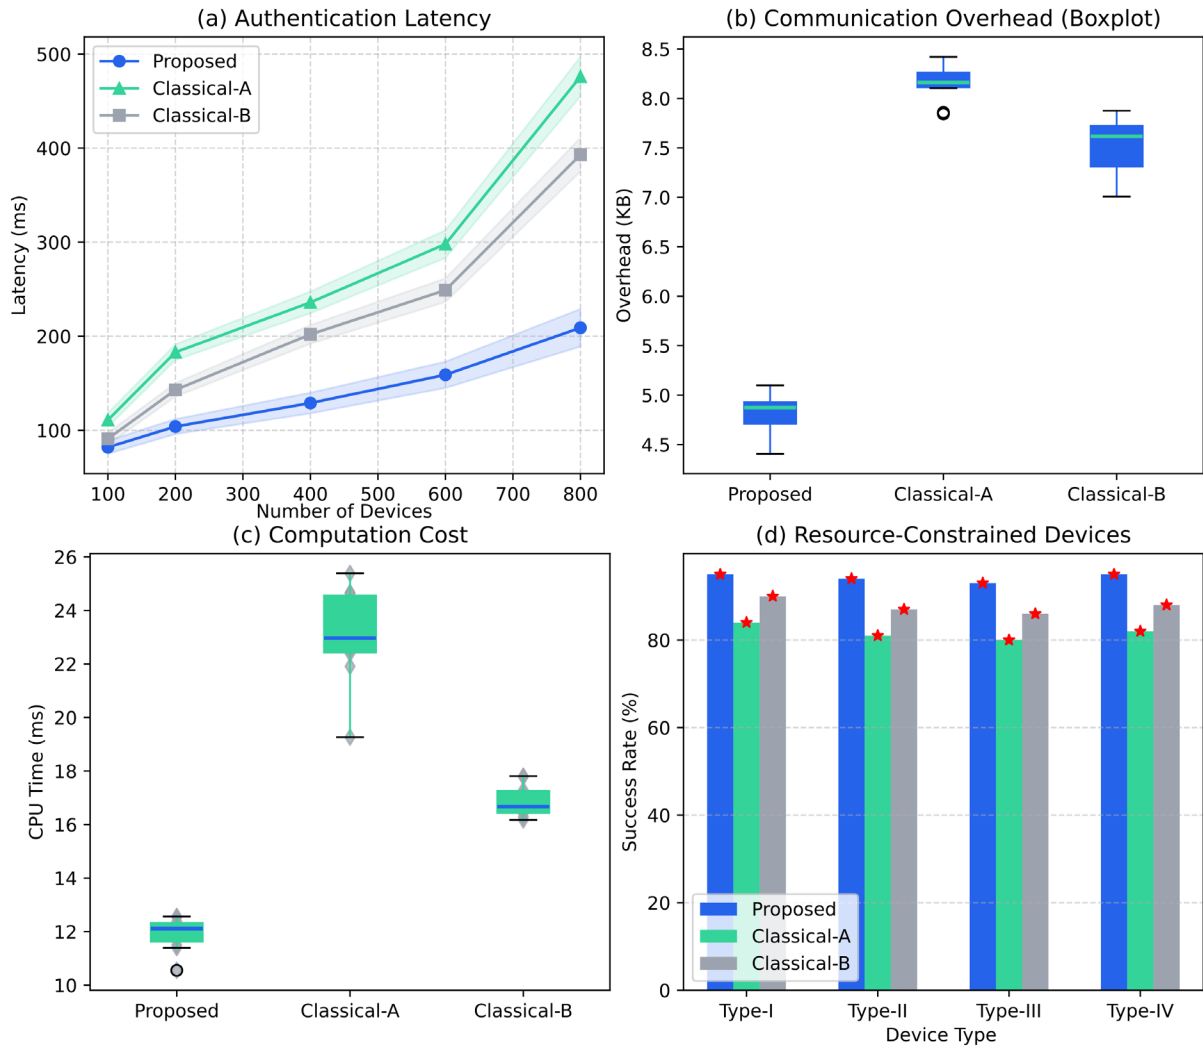 (a) Authentication Latency
Latency (ms)
500
400
300
200
100
Proposed
Classical-A
Classical-B
100 200 300 400 500 600 700 800
Number of Devices
(b) Communication Overhead (Boxplot)
Overhead (KB)
8.5
8.0
7.5
7.0
6.5
6.0
5.5
5.0
4.5
Proposed Classical-A Classical-B
(c) Computation Cost
CPU Time (ms)
26
24
22
20
18
16
14
12
10
Proposed Classical-A Classical-B
(d) Resource-Constrained Devices
Success Rate (%)
80
60
40
20
0
Proposed
Classical-A
Classical-B
Type-I Type-II Type-III Type-IV
Device Type